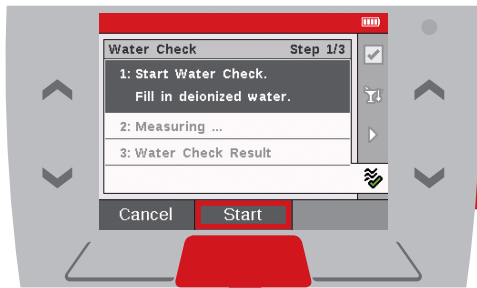 Water Check Step 1/3
1: Start Water Check.
Fill in deionized water.
2: Measuring ...
3: Water Check Result
Cancel Start